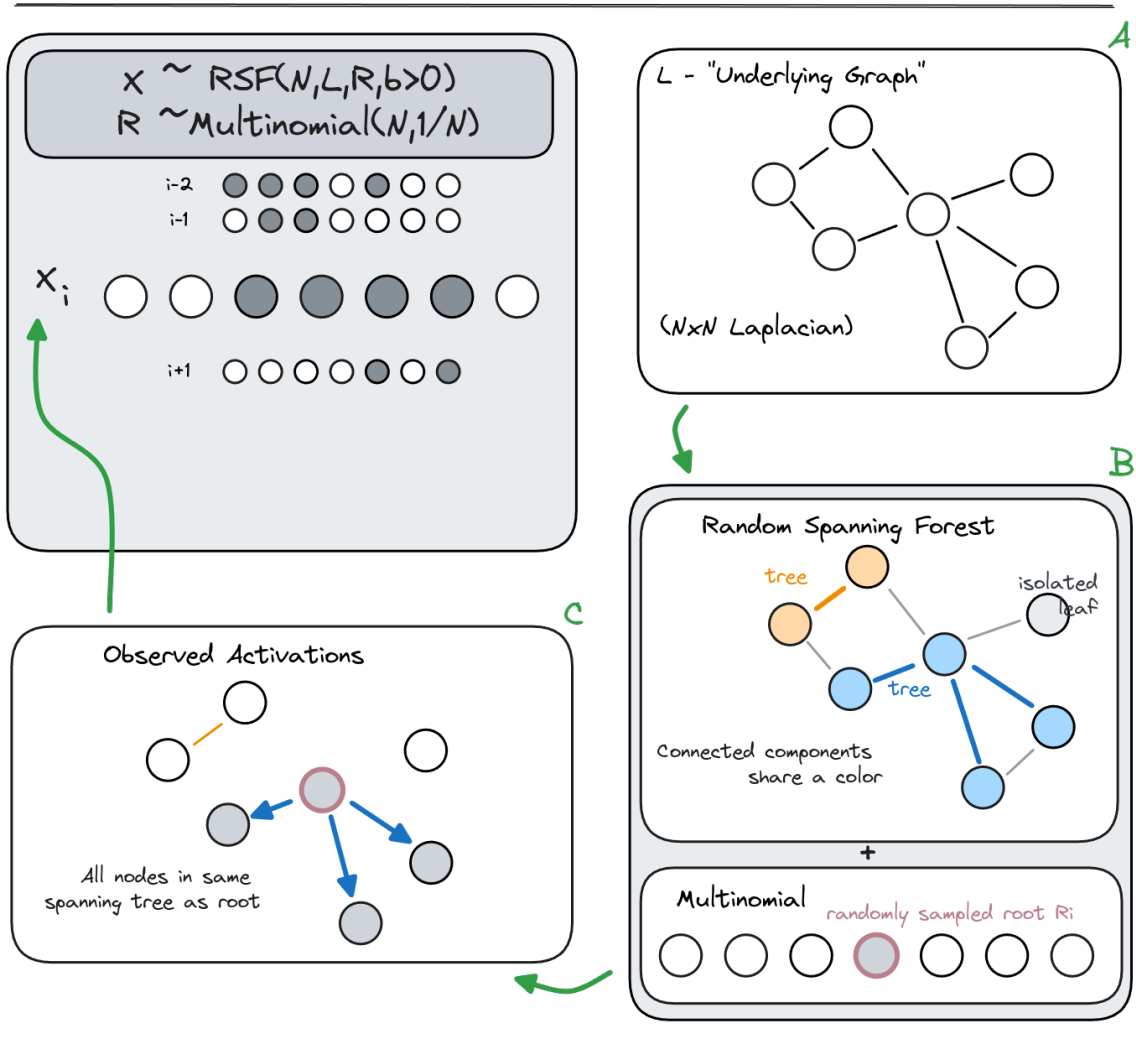 x ~ RSF(N,L,R,b>0)
R ~Multinomial(N,1/N)
i-2
i-1
xi
i+1
A
L - "Underlying Graph"
(NxN Laplacian)
B
Random Spanning Forest
tree
isolated
leaf
tree
Connected components
share a color
+
Multinomial
randomly sampled root Ri
C
Observed Activations
All nodes in same
spanning tree as root